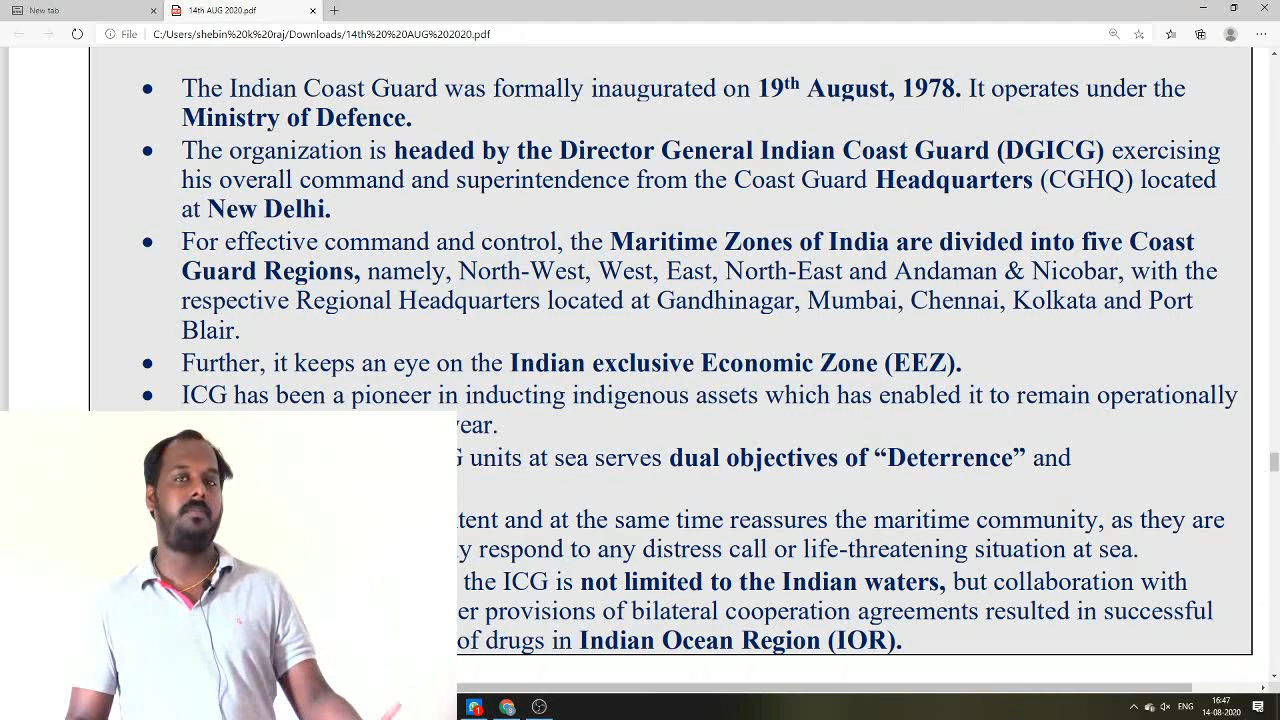 New tab
14th AUG 2020.pdf
File
C:/Users/shebin%20k%20raj/Downloads/14th%20%20AUG%202020.pdf
• The Indian Coast Guard was formally inaugurated on 19th August, 1978. It operates under the
Ministry of Defence.
• The organization is headed by the Director General Indian Coast Guard (DGICG) exercising
his overall command and superintendence from the Coast Guard Headquarters (CGHQ) located
at New Delhi.
• For effective command and control, the Maritime Zones of India are divided into five Coast
Guard Regions, namely, North-West, West, East, North-East and Andaman & Nicobar, with the
respective Regional Headquarters located at Gandhinagar, Mumbai, Chennai, Kolkata and Port
Blair.
• Further, it keeps an eye on the Indian exclusive Economic Zone (EEZ).
• ICG has been a pioneer in inducting indigenous assets which has enabled it to remain operationally
year.
G units at sea serves dual objectives of “Deterrence” and
tent and at the same time reassures the maritime community, as they are
y respond to any distress call or life-threatening situation at sea.
the ICG is not limited to the Indian waters, but collaboration with
er provisions of bilateral cooperation agreements resulted in successful
of drugs in Indian Ocean Region (IOR).
ENG
16:47
14-08-2020